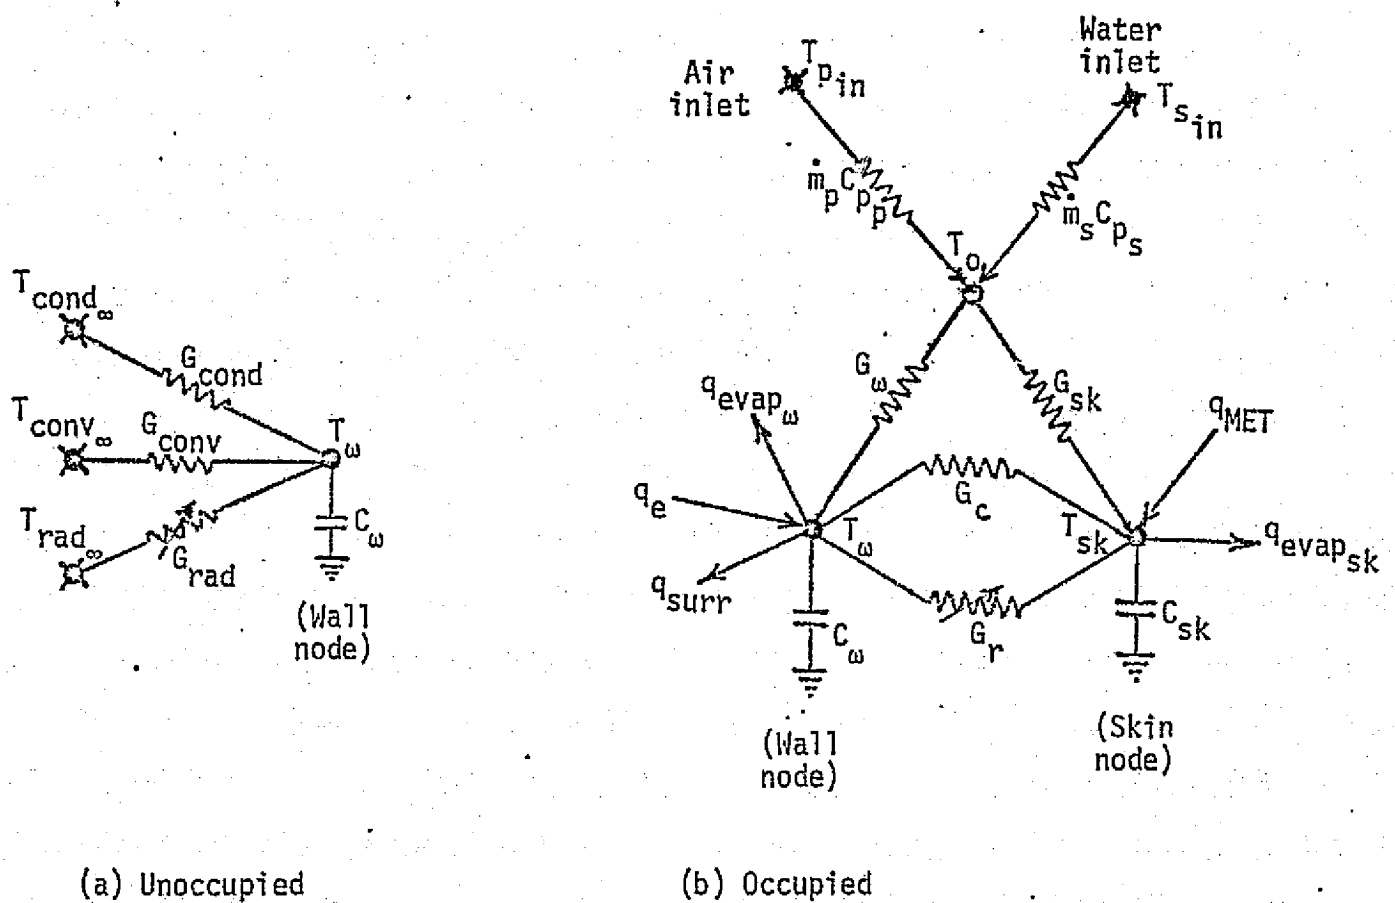 T_cond_∞
G_cond
T_conv_∞
G_conv
T_ω
T_rad_∞
G_rad
C_ω
(Wall
node)
(a) Unoccupied
Air
inlet
T_p_in
Water
inlet
T_s_in
ṁ_p C_p_p
ṁ_s C_p_s
T_o
G_ω
G_sk
q_evap_ω
q_MET
q_e
G_c
T_ω
T_sk
q_evap_sk
q_surr
G_r
C_ω
C_sk
(Wall
node)
(Skin
node)
(b) Occupied